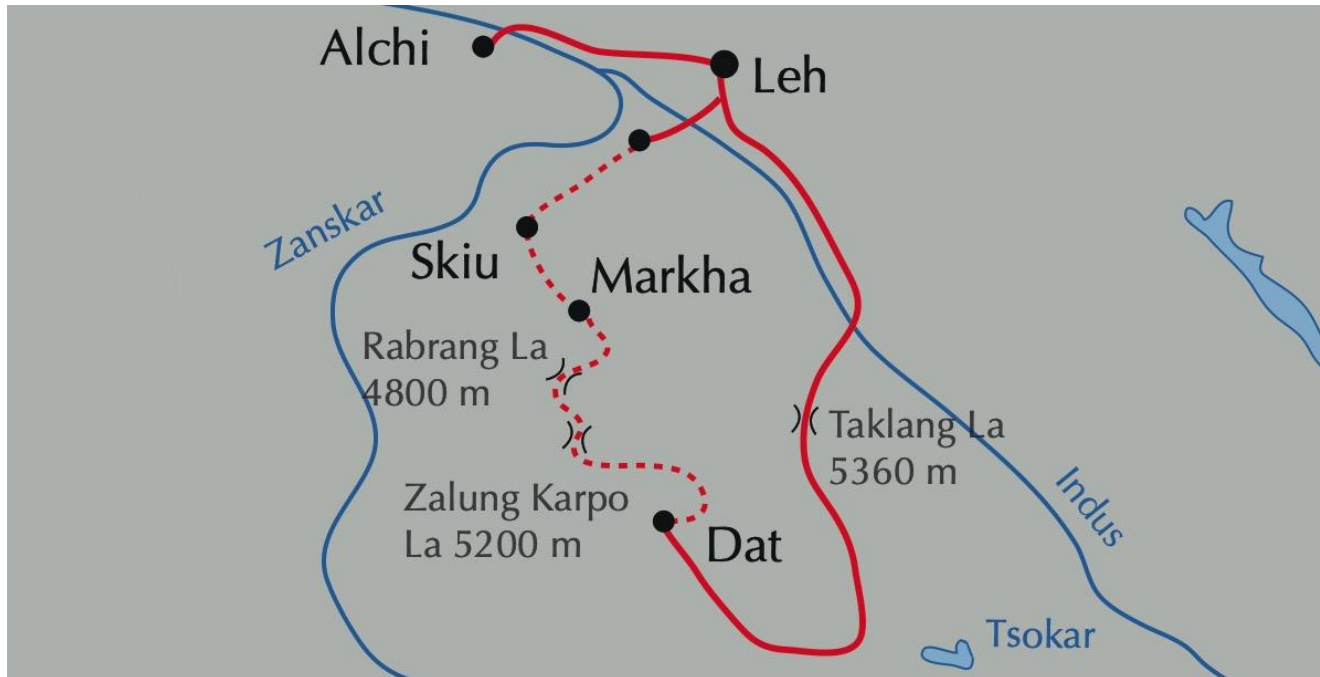 Alchi
Leh
Zanskar
Skiu
Markha
Rabrang La
4800 m
Taklang La
5360 m
Zalung Karpo
La 5200 m
Dat
Indus
Tsokar